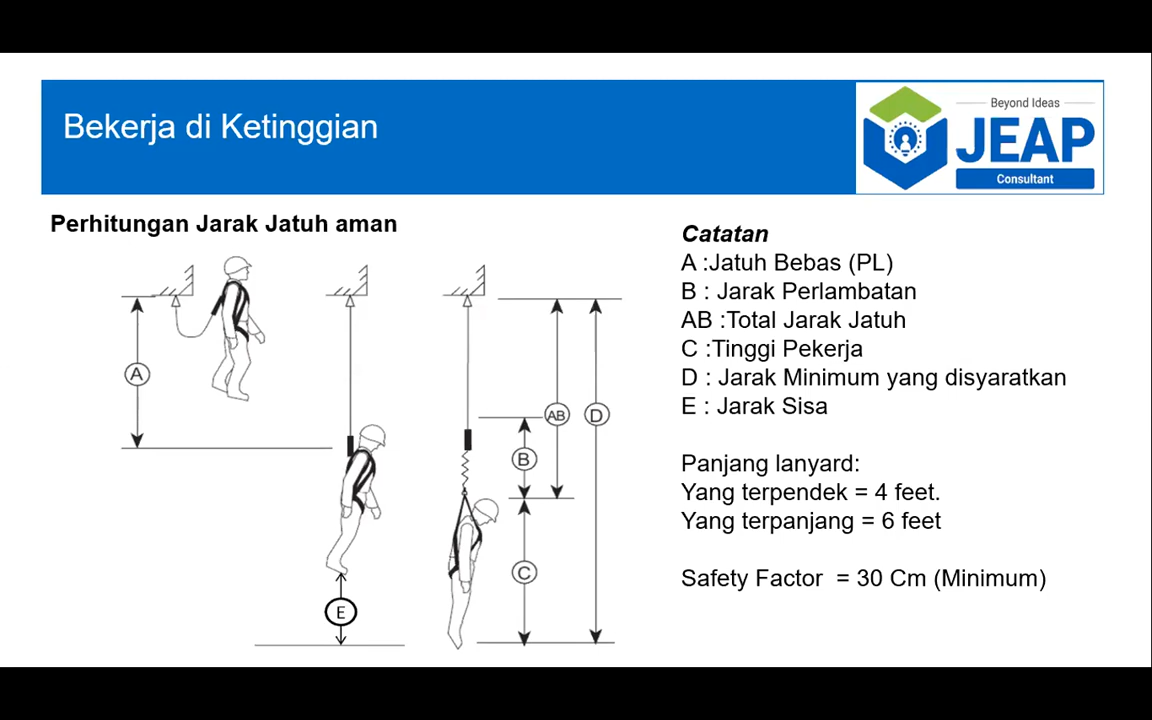 Bekerja di Ketinggian
Beyond Ideas
JEAP
Consultant
Perhitungan Jarak Jatuh aman
A
E
AB
D
B
C
Catatan
A :Jatuh Bebas (PL)
B : Jarak Perlambatan
AB :Total Jarak Jatuh
C :Tinggi Pekerja
D : Jarak Minimum yang disyaratkan
E : Jarak Sisa
Panjang lanyard:
Yang terpendek = 4 feet.
Yang terpanjang = 6 feet
Safety Factor = 30 Cm (Minimum)